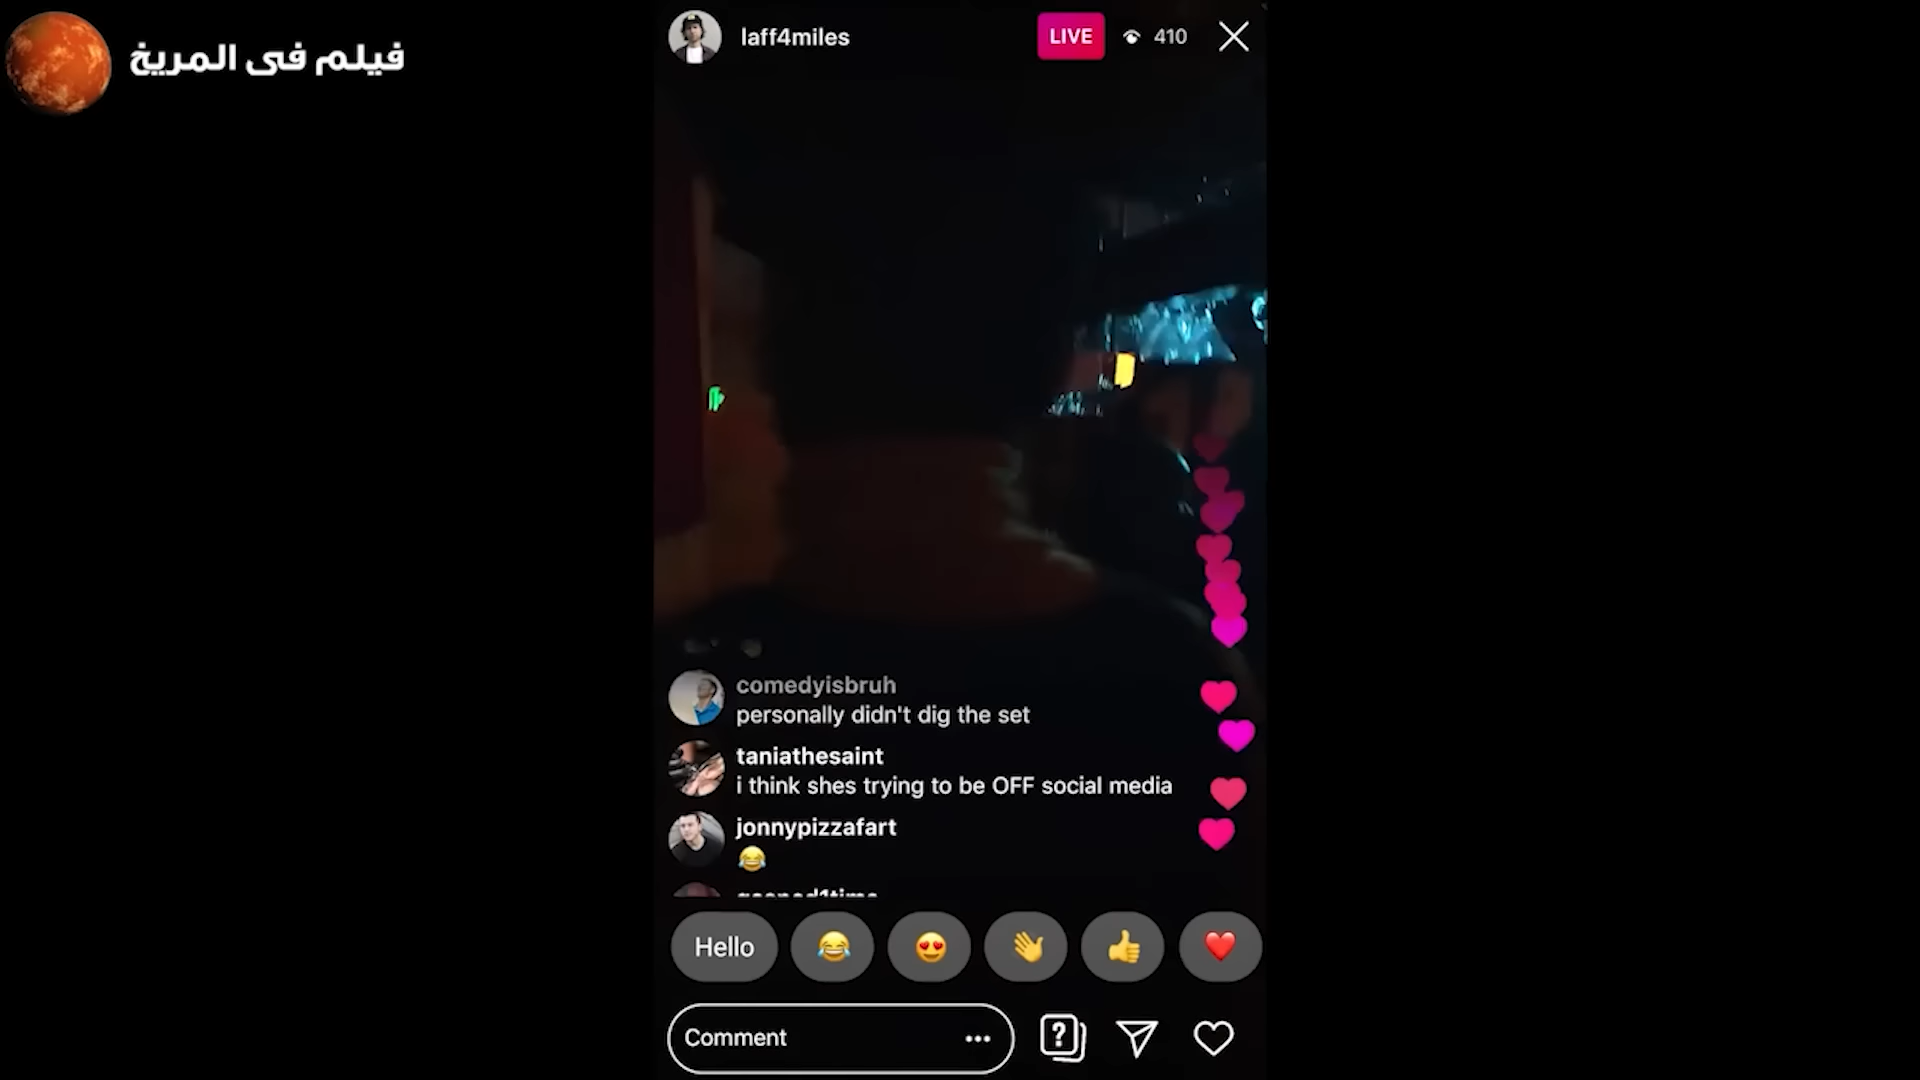 فيلم فى المريخ
laff4miles
LIVE
410
comedyisbruh
personally didn't dig the set
taniathesaint
i think shes trying to be OFF social media
jonnypizzafart
Hello
Comment